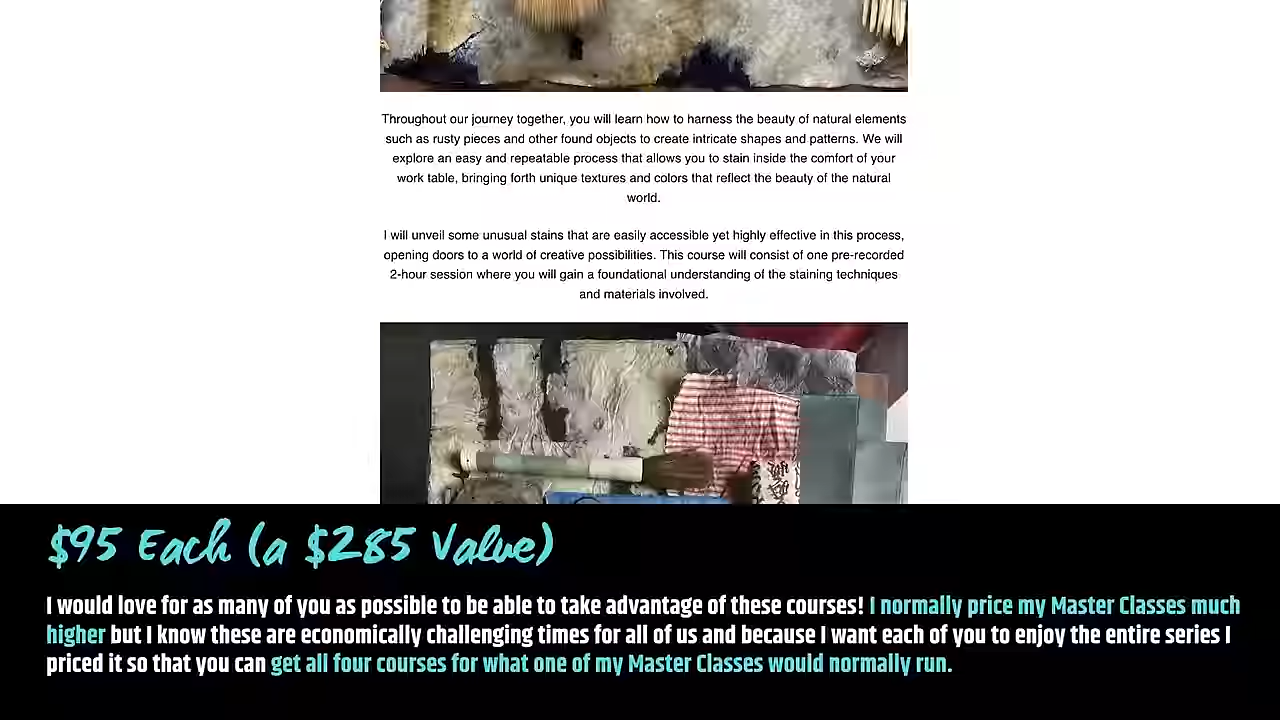 Throughout our journey together, you will learn how to harness the beauty of natural elements
such as rusty pieces and other found objects to create intricate shapes and patterns. We will
explore an easy and repeatable process that allows you to stain inside the comfort of your
work table, bringing forth unique textures and colors that reflect the beauty of the natural
world.
I will unveil some unusual stains that are easily accessible yet highly effective in this process,
opening doors to a world of creative possibilities. This course will consist of one pre-recorded
2-hour session where you will gain a foundational understanding of the staining techniques
and materials involved.
$95 Each (a $285 Value)
I would love for as many of you as possible to be able to take advantage of these courses! I normally price my Master Classes much
higher but I know these are economically challenging times for all of us and because I want each of you to enjoy the entire series I
priced it so that you can get all four courses for what one of my Master Classes would normally run.